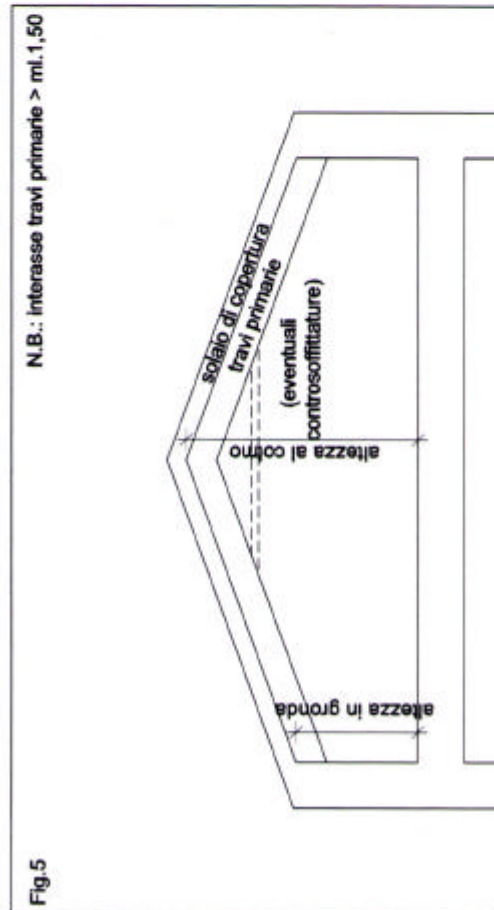 Fig.5
N.B.: interasse travi primarie > ml.1,50
solaio di copertura
travi primarie
(eventuali
controsoffittature)
altezza al colmo
altezza in gronda